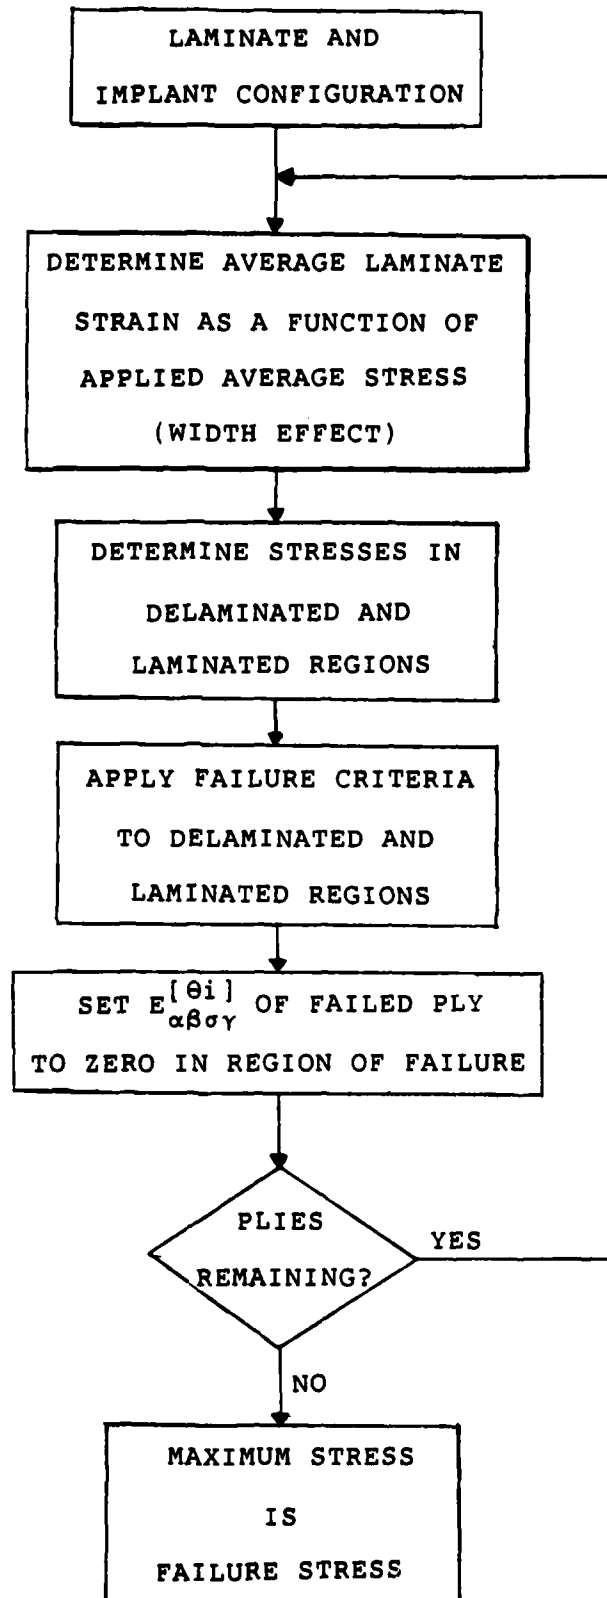 LAMINATE AND
IMPLANT CONFIGURATION
DETERMINE AVERAGE LAMINATE
STRAIN AS A FUNCTION OF
APPLIED AVERAGE STRESS
(WIDTH EFFECT)
DETERMINE STRESSES IN
DELAMINATED AND
LAMINATED REGIONS
APPLY FAILURE CRITERIA
TO DELAMINATED AND
LAMINATED REGIONS
SET E[θi]αβσγ OF FAILED PLY
TO ZERO IN REGION OF FAILURE
PLIES
REMAINING?
YES
NO
MAXIMUM STRESS
IS
FAILURE STRESS